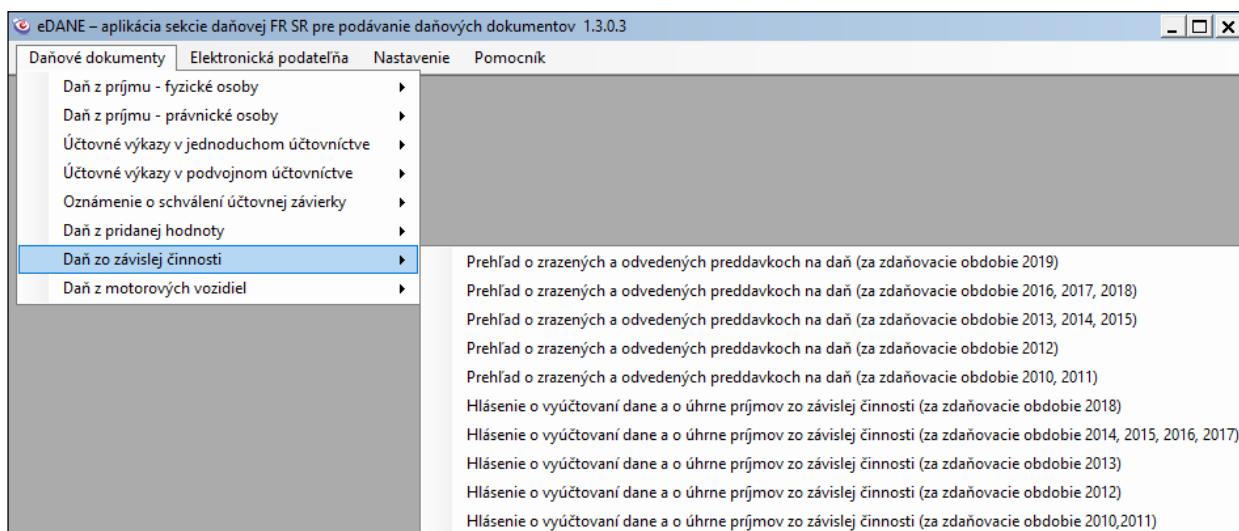 eDANE – aplikácia sekcie daňovej FR SR pre podávanie daňových dokumentov 1.3.0.3
Daňové dokumenty Elektronická podateľňa Nastavenie Pomocník
Daň z príjmu - fyzické osoby
Daň z príjmu - právnické osoby
Účtovné výkazy v jednoduchom účtovníctve
Účtovné výkazy v podvojnom účtovníctve
Oznámenie o schválení účtovnej závierky
Daň z pridanej hodnoty
Daň zo závislej činnosti
Daň z motorových vozidiel
Prehľad o zrazených a odvedených preddavkoch na daň (za zdaňovacie obdobie 2019)
Prehľad o zrazených a odvedených preddavkoch na daň (za zdaňovacie obdobie 2016, 2017, 2018)
Prehľad o zrazených a odvedených preddavkoch na daň (za zdaňovacie obdobie 2013, 2014, 2015)
Prehľad o zrazených a odvedených preddavkoch na daň (za zdaňovacie obdobie 2012)
Prehľad o zrazených a odvedených preddavkoch na daň (za zdaňovacie obdobie 2010, 2011)
Hlásenie o vyúčtovaní dane a o úhrne príjmov zo závislej činnosti (za zdaňovacie obdobie 2018)
Hlásenie o vyúčtovaní dane a o úhrne príjmov zo závislej činnosti (za zdaňovacie obdobie 2014, 2015, 2016, 2017)
Hlásenie o vyúčtovaní dane a o úhrne príjmov zo závislej činnosti (za zdaňovacie obdobie 2013)
Hlásenie o vyúčtovaní dane a o úhrne príjmov zo závislej činnosti (za zdaňovacie obdobie 2012)
Hlásenie o vyúčtovaní dane a o úhrne príjmov zo závislej činnosti (za zdaňovacie obdobie 2010,2011)